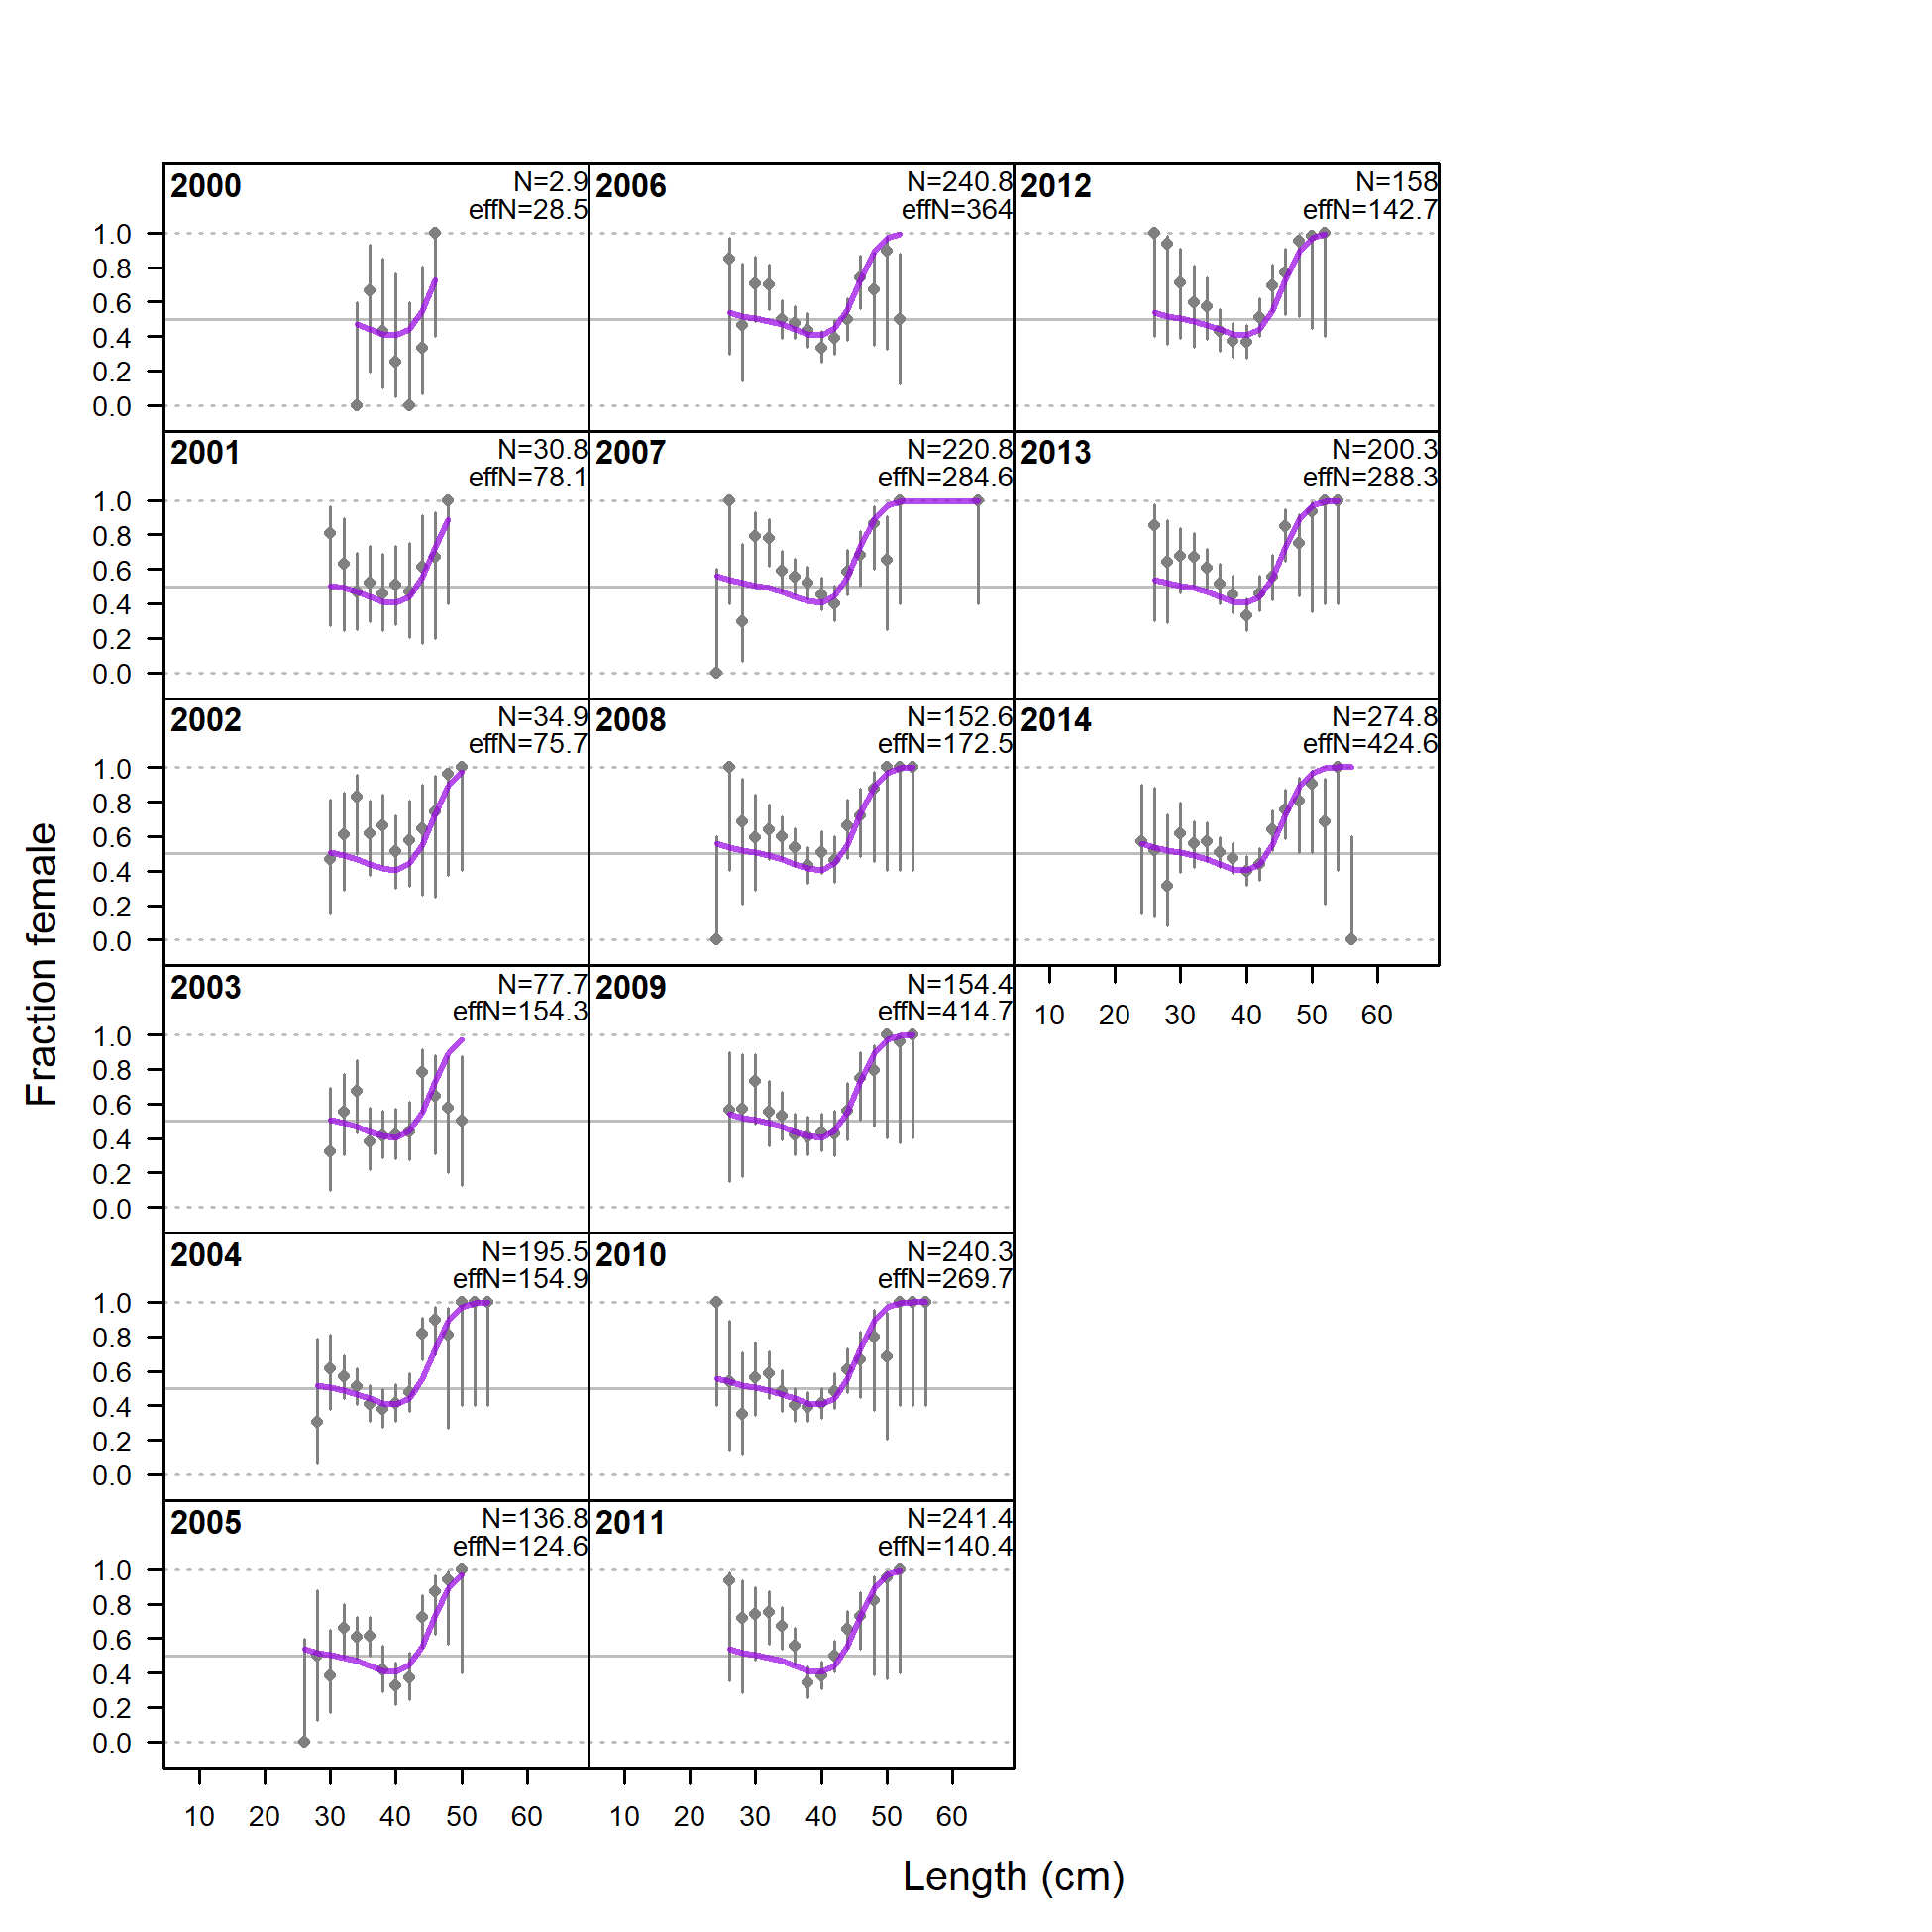 2000
N=2.9
effN=28.5
2006
N=240.8
effN=364
2012
N=158
effN=142.7
1.0
0.8
0.6
0.4
0.2
0.0
2001
N=30.8
effN=78.1
2007
N=220.8
effN=284.6
2013
N=200.3
effN=288.3
1.0
0.8
0.6
0.4
0.2
0.0
2002
N=34.9
effN=75.7
2008
N=152.6
effN=172.5
2014
N=274.8
effN=424.6
1.0
0.8
0.6
0.4
0.2
0.0
2003
N=77.7
effN=154.3
2009
N=154.4
effN=414.7
10 20 30 40 50 60
1.0
0.8
0.6
0.4
0.2
0.0
2004
N=195.5
effN=154.9
2010
N=240.3
effN=269.7
1.0
0.8
0.6
0.4
0.2
0.0
2005
N=136.8
effN=124.6
2011
N=241.4
effN=140.4
1.0
0.8
0.6
0.4
0.2
0.0
10 20 30 40 50 60
10 20 30 40 50 60
Fraction female
Length (cm)